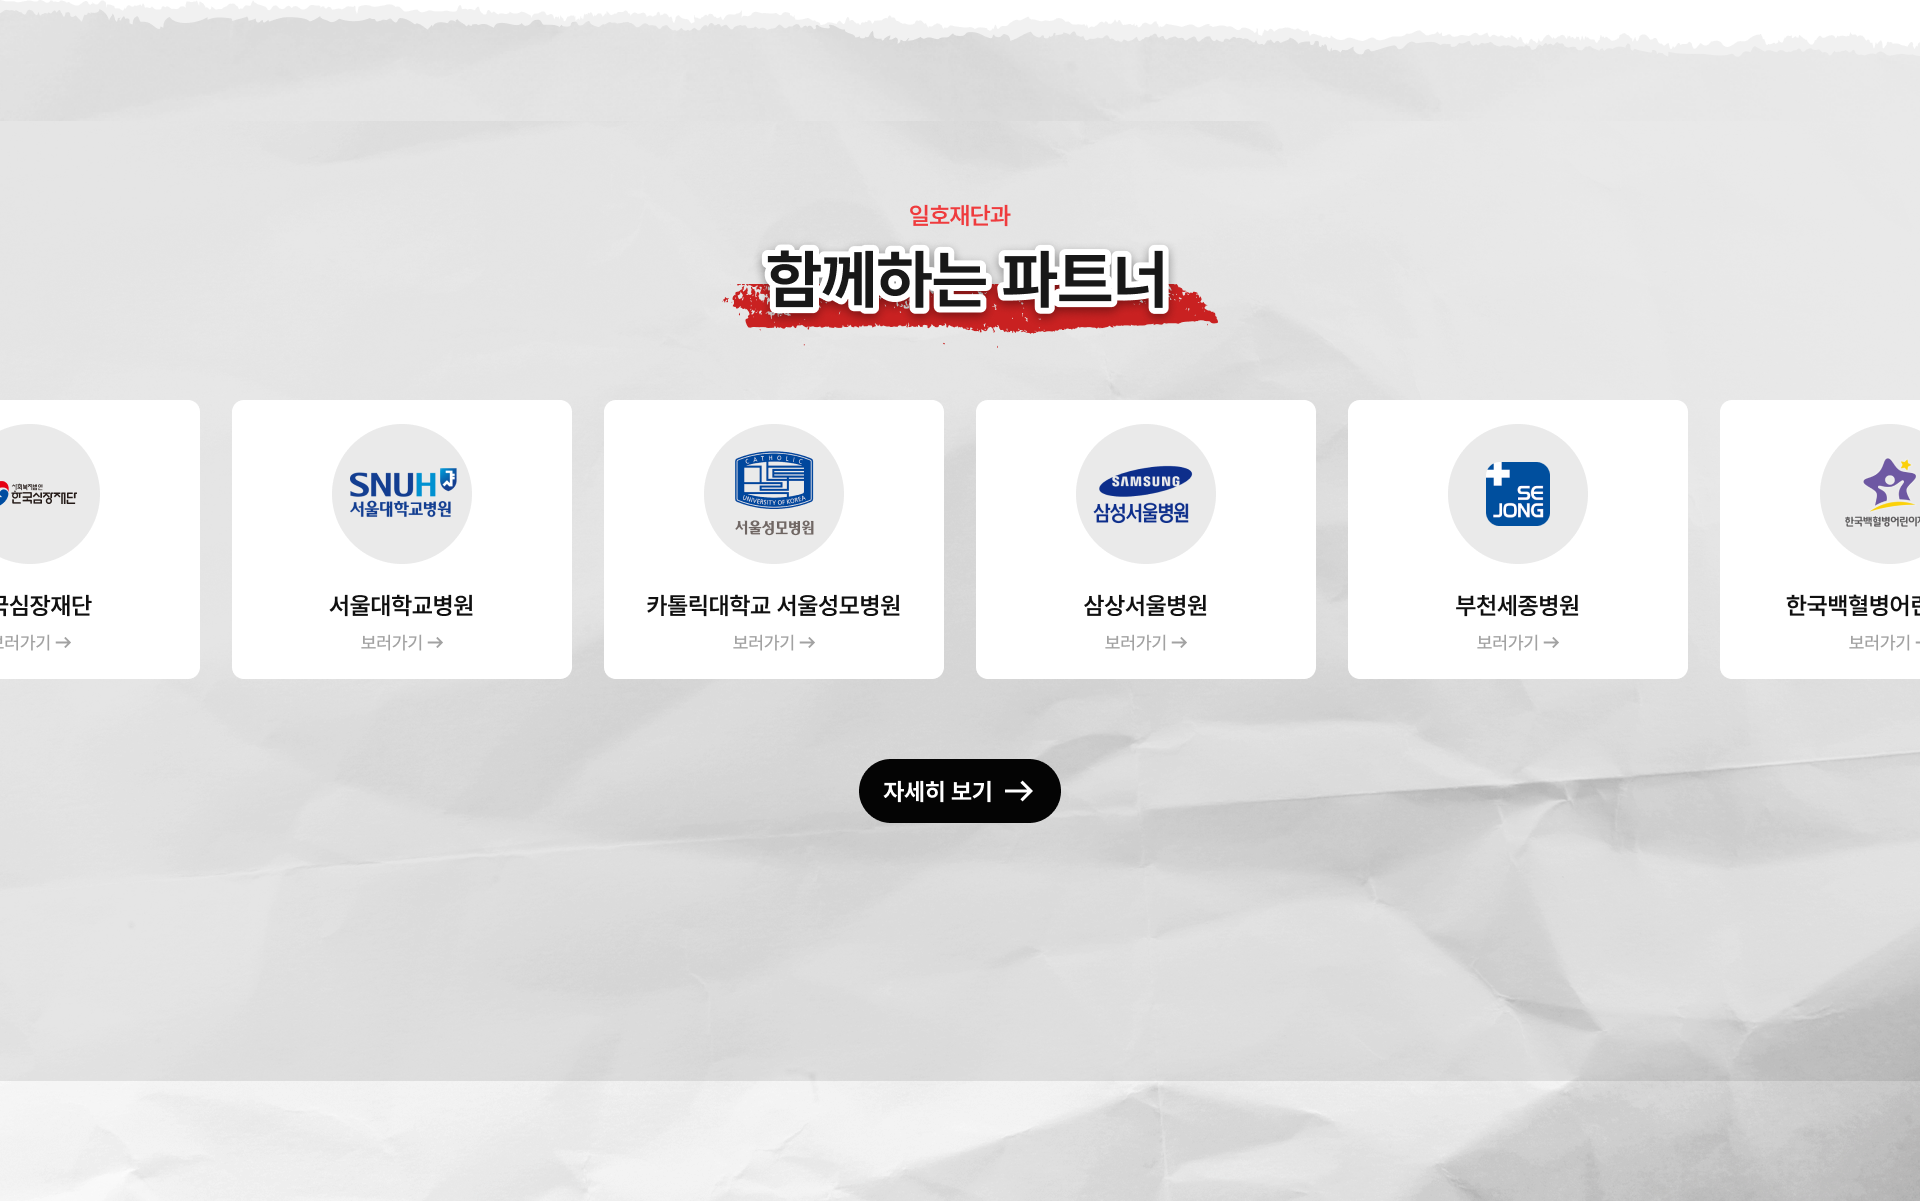 일호재단과
함께하는 파트너
사회복지법인
한국심장재단
국심장재단
보러가기
SNUH
서울대학교병원
서울대학교병원
보러가기
CATHOLIC
UNIVERSITY OF KOREA
서울성모병원
카톨릭대학교 서울성모병원
보러가기
SAMSUNG
삼성서울병원
삼상서울병원
보러가기
SE
JONG
부천세종병원
보러가기
한국백혈병어린이
한국백혈병어린
보러가기
자세히 보기